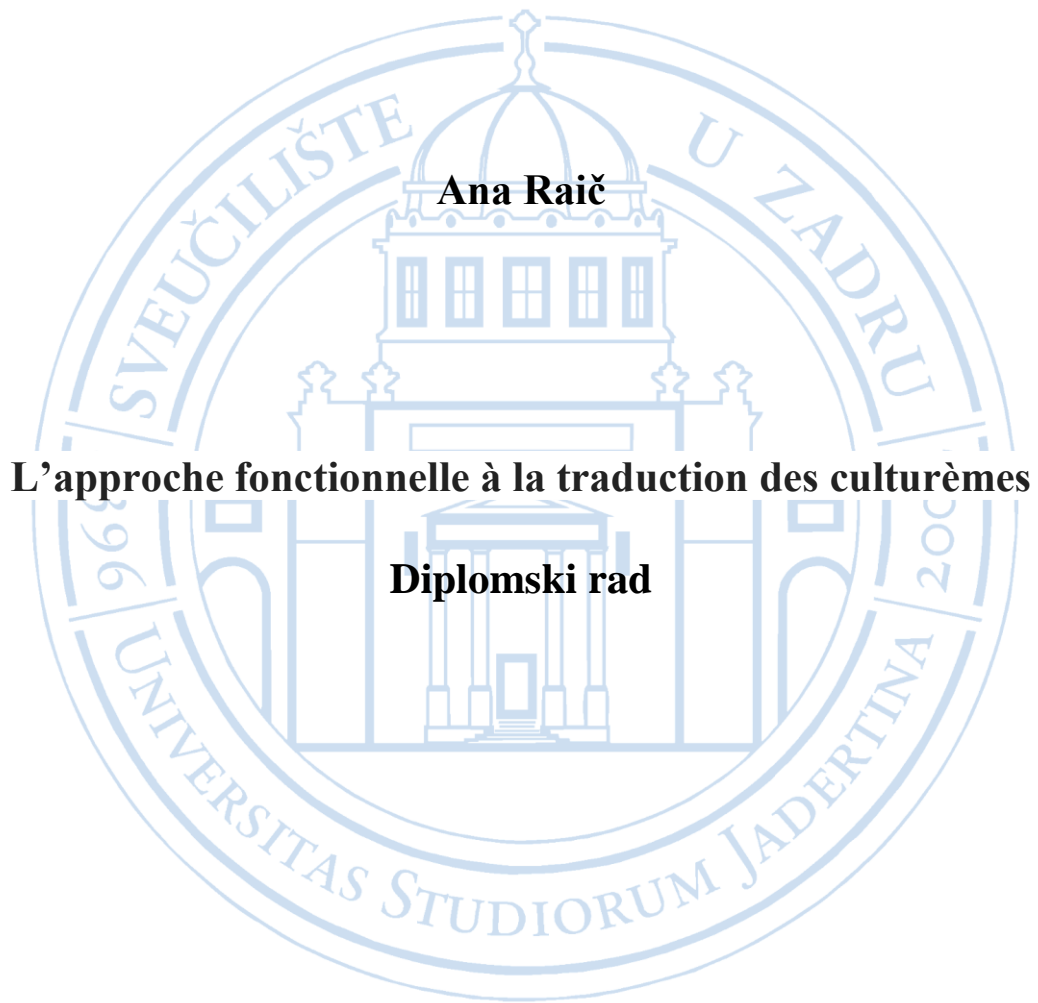 SVEUČILIŠTE U ZADRU
Ana Raič
L’approche fonctionnelle à la traduction des culturèmes
Diplomski rad
UNIVERSITAS STUDIORUM JADERTINA